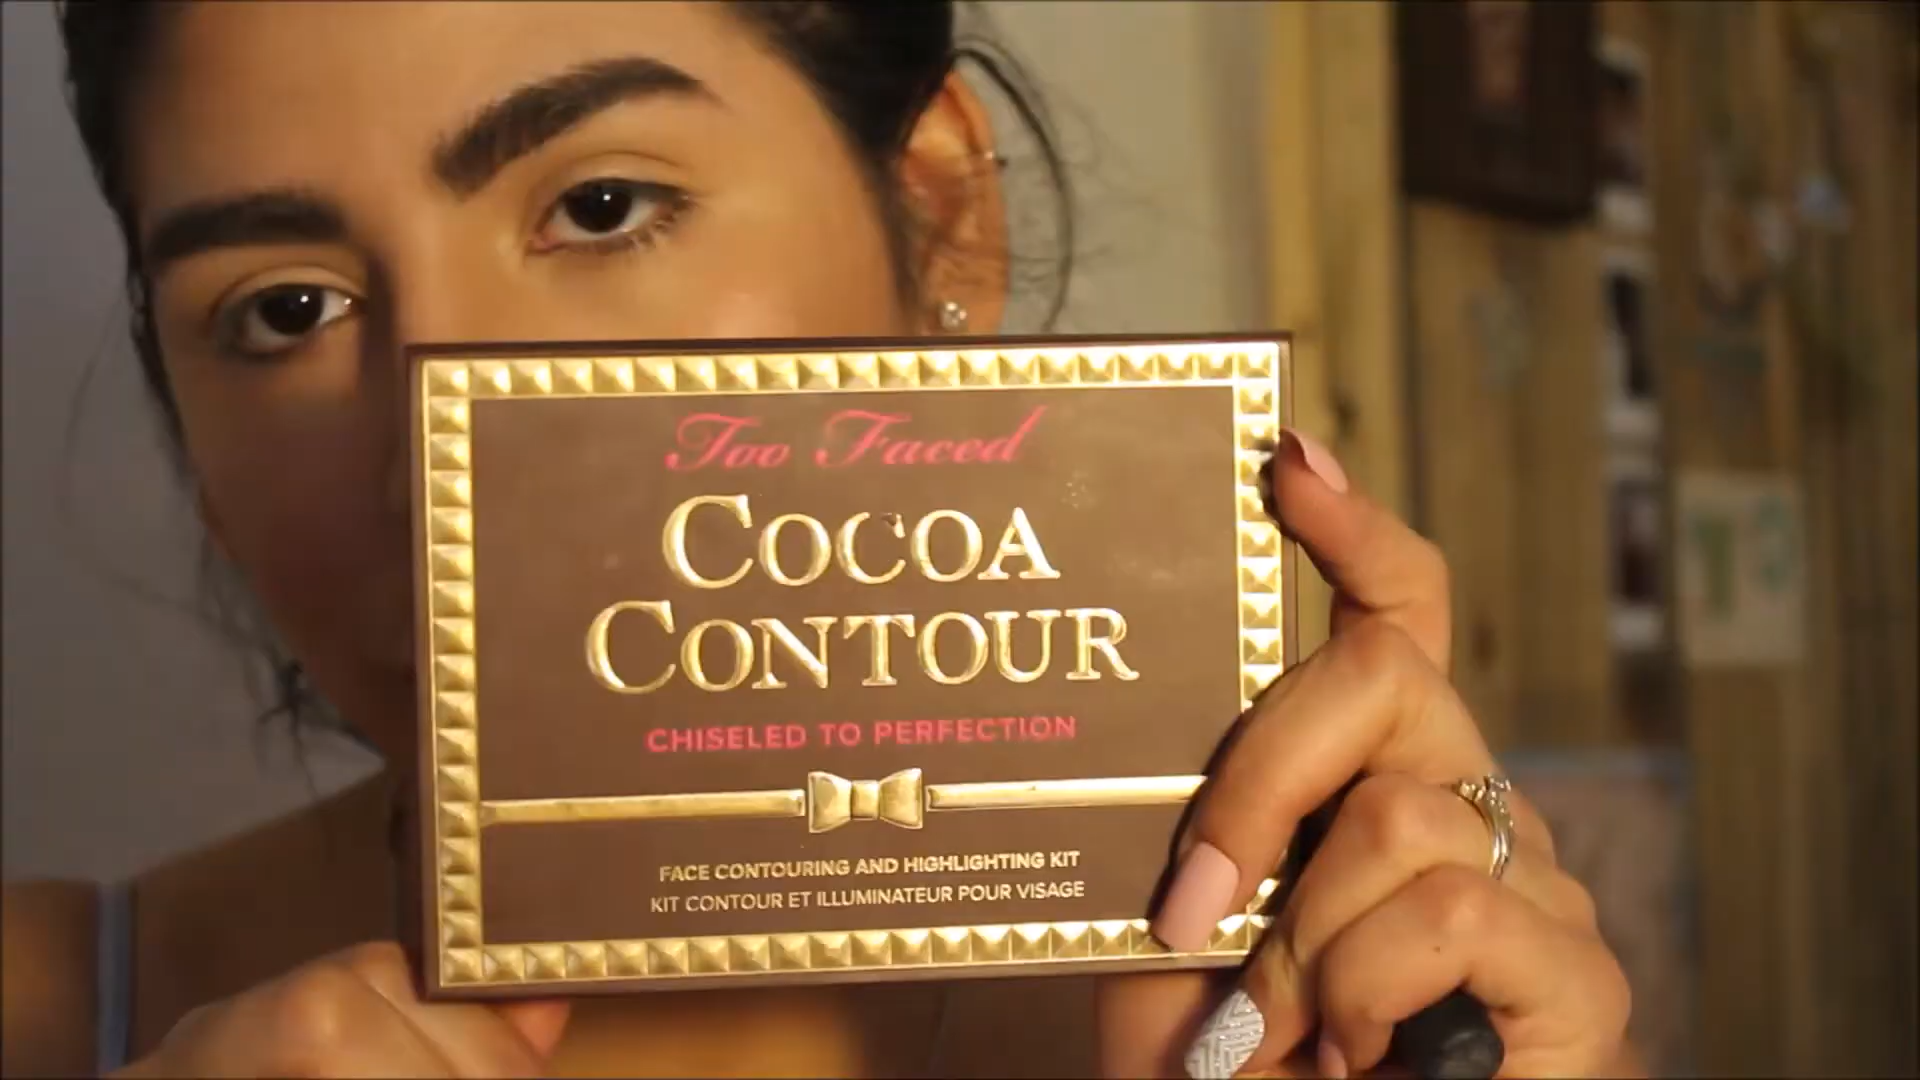 Too Faced
COCOA
CONTOUR
CHISELED TO PERFECTION
FACE CONTOURING AND HIGHLIGHTING KIT
KIT CONTOUR ET ILLUMINATEUR POUR VISAGE